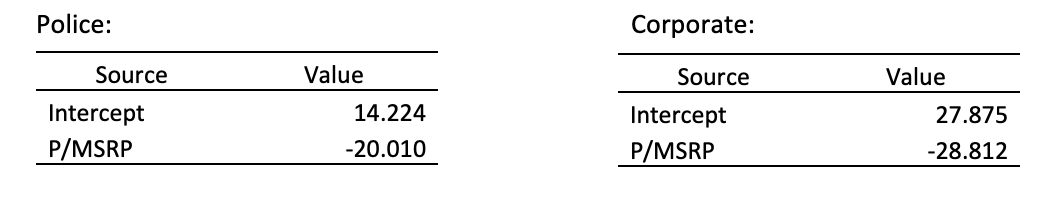 Police:
Source Value
Intercept 14.224
P/MSRP -20.010
Corporate:
Source Value
Intercept 27.875
P/MSRP -28.812